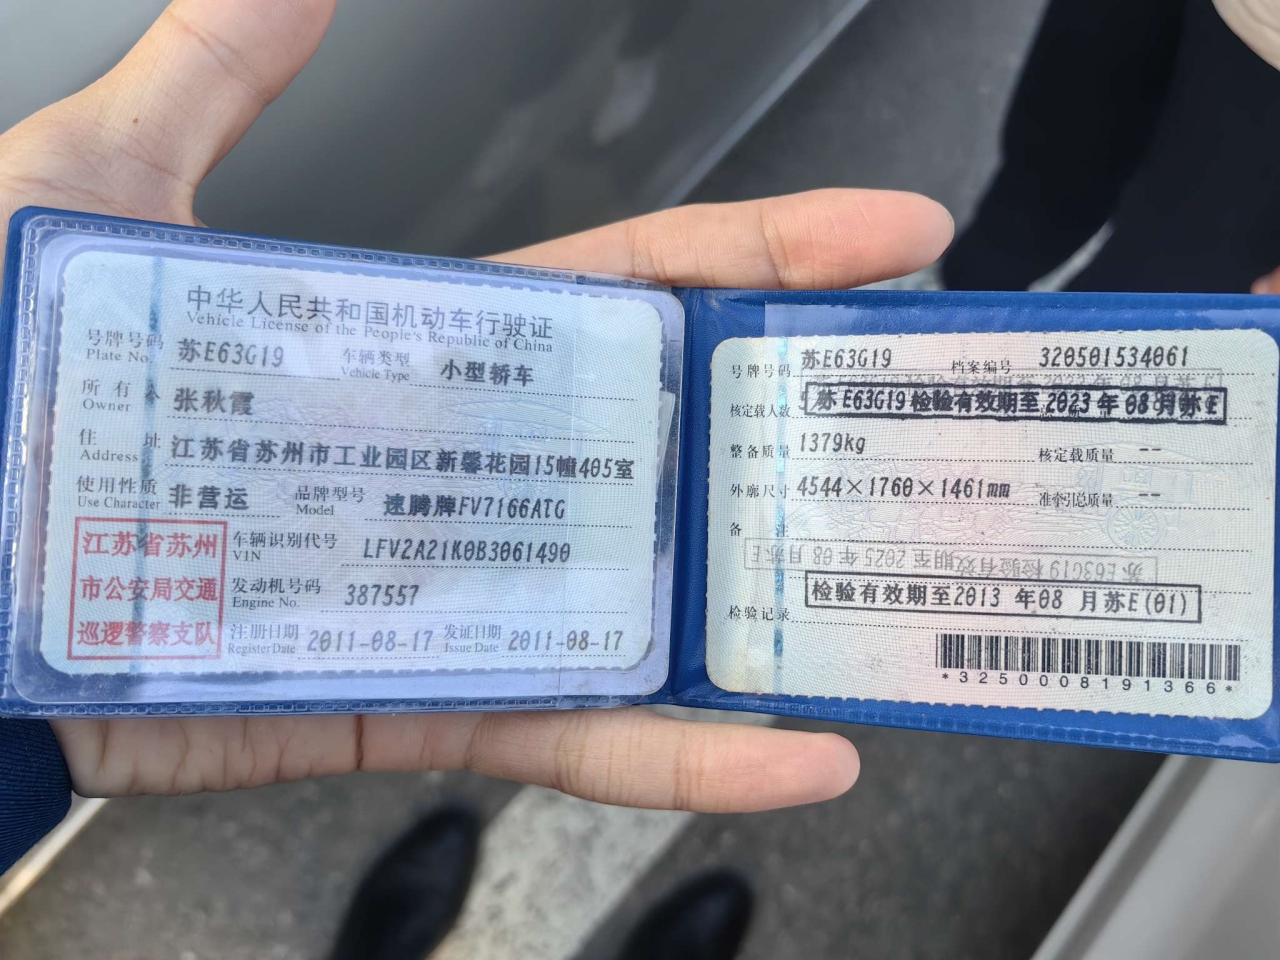 中华人民共和国机动车行驶证
Vehicle License of the People's Republic of China
号牌号码 苏E63G19 车辆类型 小型轿车
Plate No. Vehicle Type
所有人 张秋霞
Owner
住址 江苏省苏州市工业园区新馨花园15幢405室
Address
使用性质 非营运 品牌型号 速腾牌FV7166ATG
Use Character Model
江苏省苏州
市公安局交通
巡逻警察支队
车辆识别代号 LFV2A21K0B3061490
VIN
发动机号码 387557
Engine No.
注册日期 2011-08-17 发证日期 2011-08-17
Register Date Issue Date
号牌号码 苏E63G19 档案编号 320501534061
核定载人数
苏E63G19检验有效期至2023年08月苏E
整备质量 1379kg 核定载质量 --
外廓尺寸 4544×1760×1461mm 准牵引总质量 --
备注
苏E63G19检验有效期至2025年08月苏E
检验记录 检验有效期至2013年08月苏E(01)
*3250008191366*